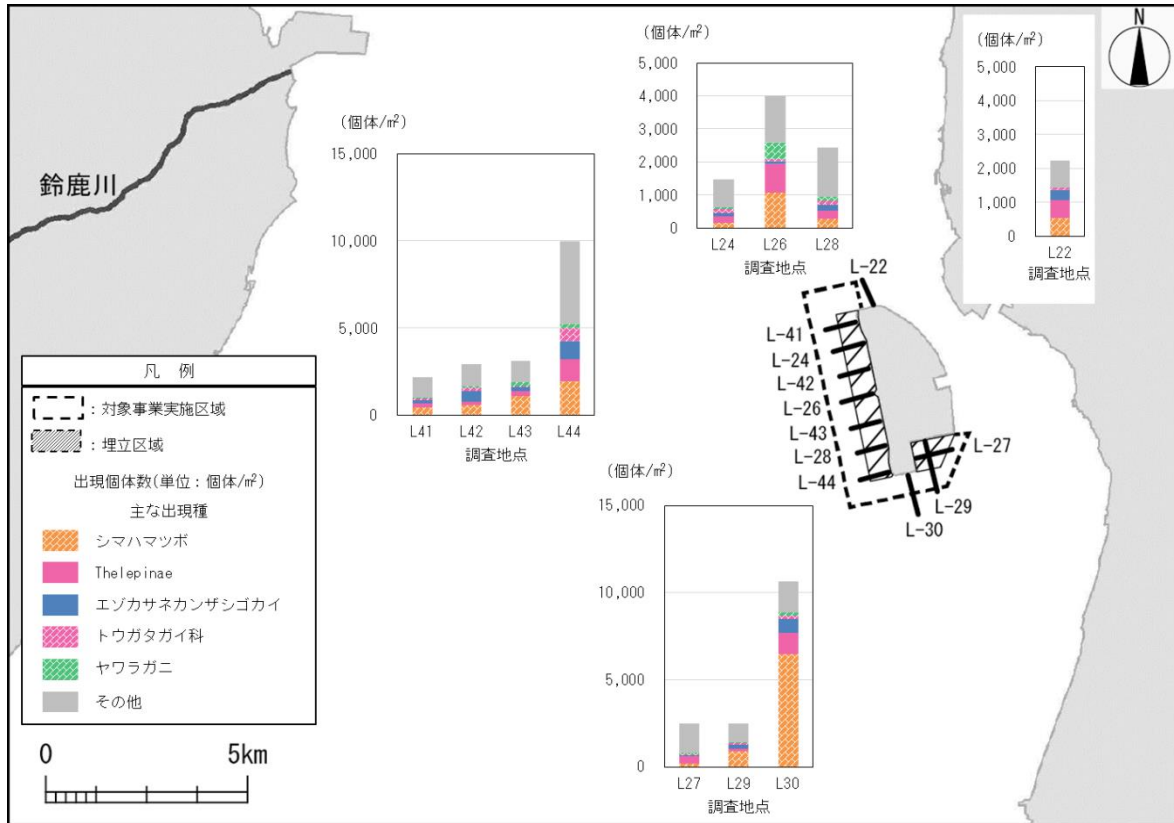 鈴鹿川
N
(個体/㎡)
5,000
4,000
3,000
2,000
1,000
0
L24
L26
L28
調査地点
(個体/㎡)
5,000
4,000
3,000
2,000
1,000
0
L22
調査地点
(個体/㎡)
15,000
10,000
5,000
0
L41
L42
L43
L44
調査地点
L-22
L-41
L-24
L-42
L-26
L-43
L-28
L-44
L-27
L-29
L-30
(個体/㎡)
15,000
10,000
5,000
0
L27
L29
L30
調査地点
凡 例
:対象事業実施区域
:埋立区域
出現個体数(単位:個体/㎡)
主な出現種
シマハマツボ
Thelepinae
エゾカサネカンザシゴカイ
トウガタガイ科
ヤワラガニ
その他
0 5km